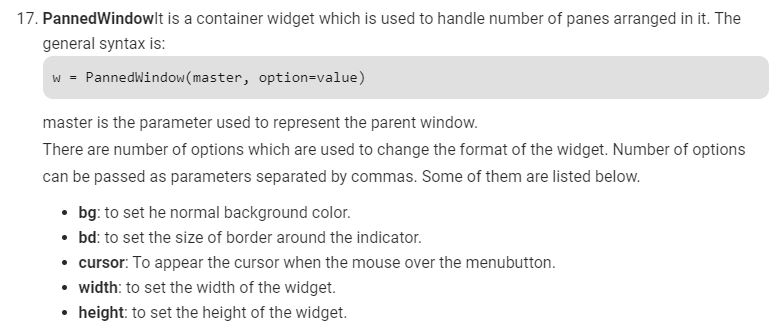 17. PannedWindowIt is a container widget which is used to handle number of panes arranged in it. The
general syntax is:
w = PannedWindow(master, option=value)
master is the parameter used to represent the parent window.
There are number of options which are used to change the format of the widget. Number of options
can be passed as parameters separated by commas. Some of them are listed below.
• bg: to set he normal background color.
• bd: to set the size of border around the indicator.
• cursor: To appear the cursor when the mouse over the menubutton.
• width: to set the width of the widget.
• height: to set the height of the widget.